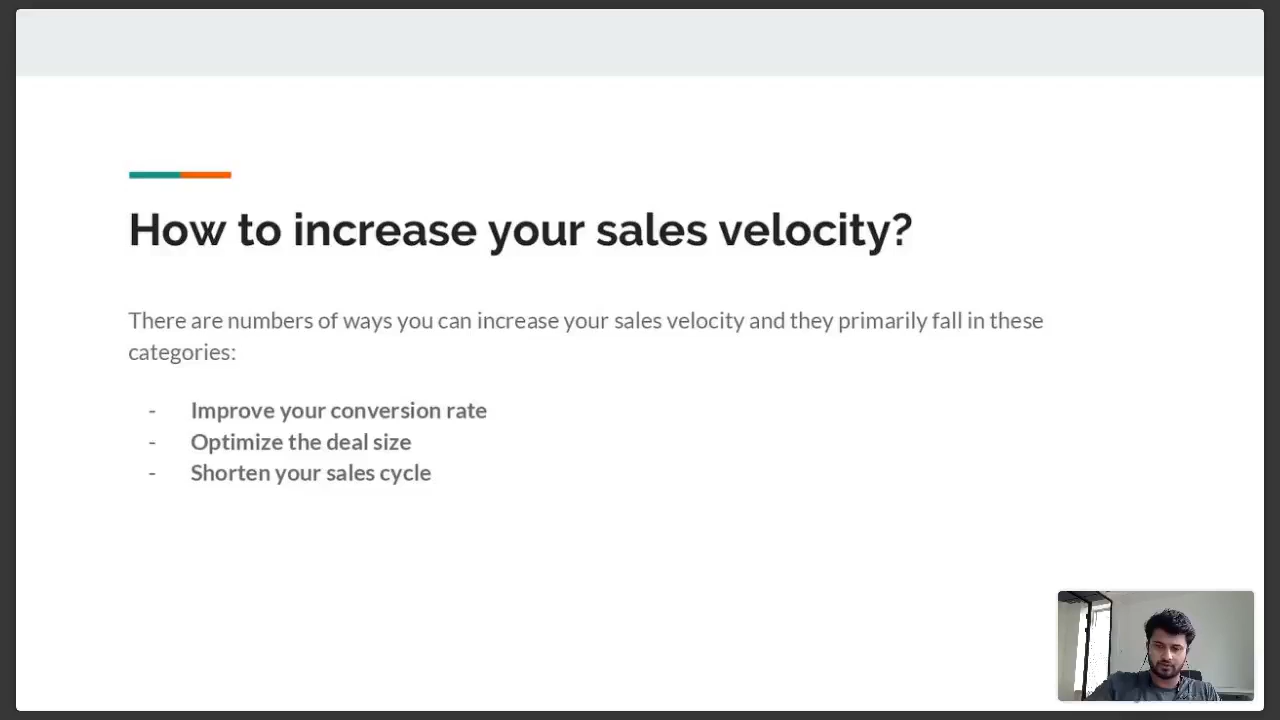 How to increase your sales velocity?
There are numbers of ways you can increase your sales velocity and they primarily fall in these
categories:
- Improve your conversion rate
- Optimize the deal size
- Shorten your sales cycle